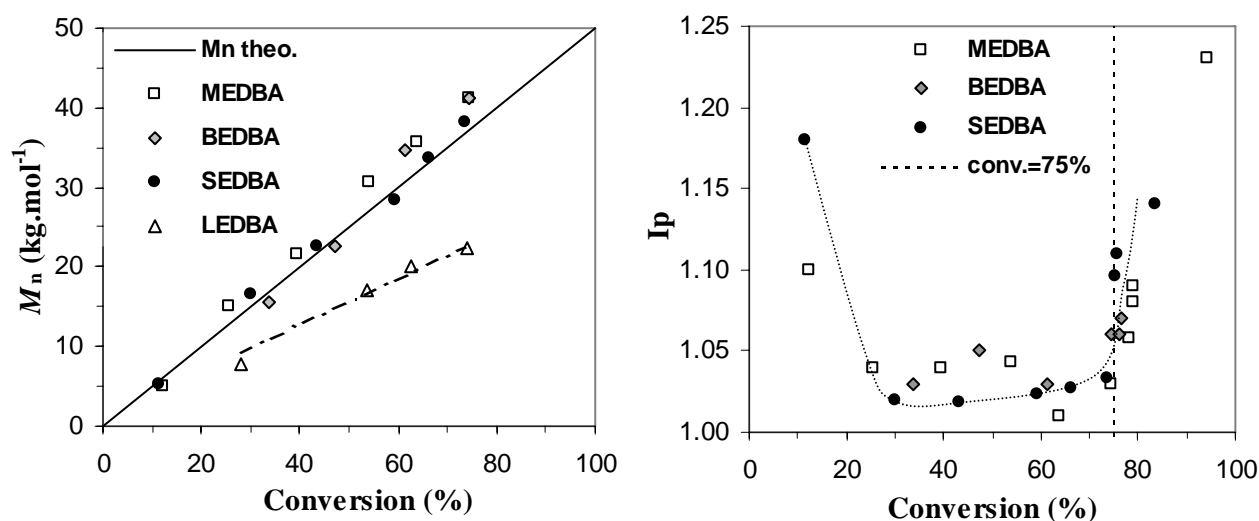 50
40
30
20
10
0
Mn theo.
MEDBA
BEDBA
SEDBA
LEDBA
Mn (kg.mol-1)
0 20 40 60 80 100
Conversion (%)
1.25
1.20
1.15
1.10
1.05
1.00
MEDBA
BEDBA
SEDBA
conv.=75%
Ip
0 20 40 60 80 100
Conversion (%)